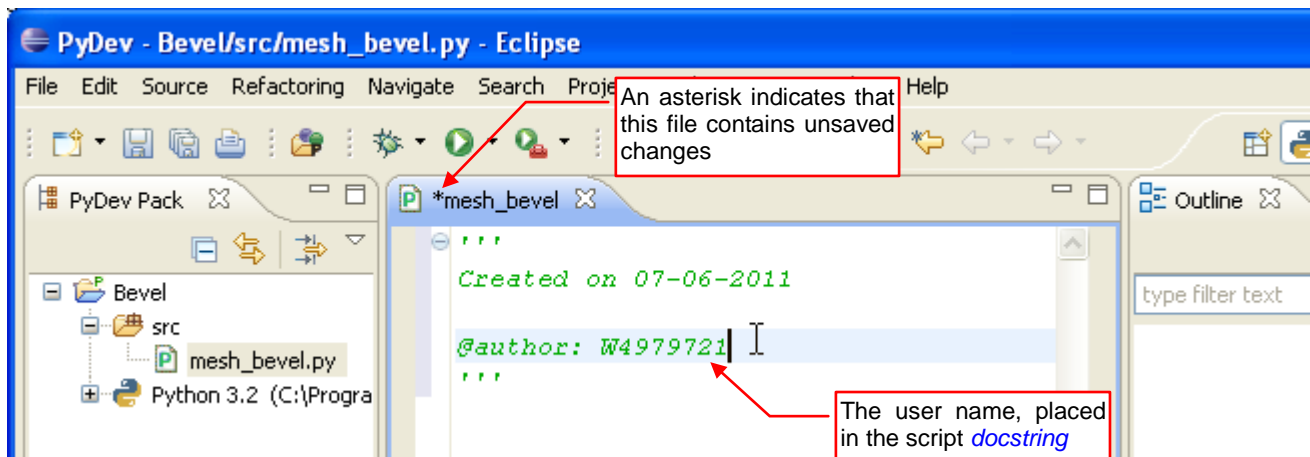 PyDev - Bevel/src/mesh_bevel.py - Eclipse
File Edit Source Refactoring Navigate Search Help
An asterisk indicates that
this file contains unsaved
changes
PyDev Pack
*mesh_bevel
Outline
'''
Created on 07-06-2011
@author: W4979721
'''
Bevel
src
mesh_bevel.py
Python 3.2 (C:\Progra
type filter text
The user name, placed
in the script docstring